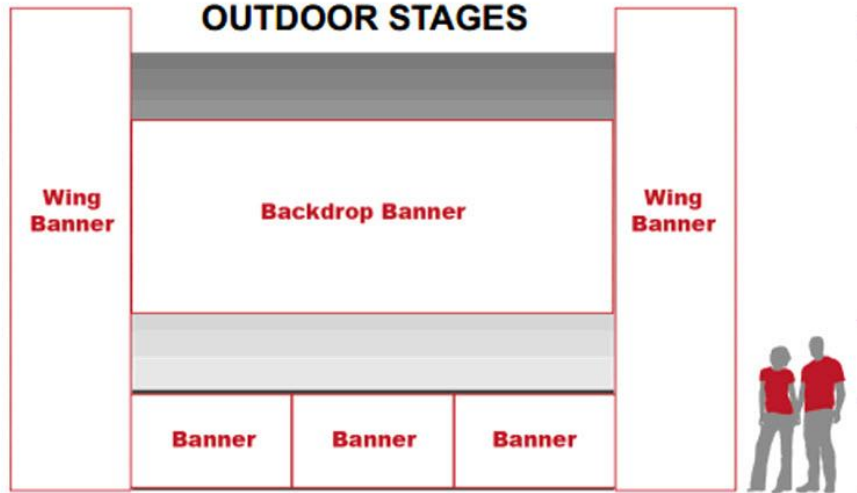 OUTDOOR STAGES
Wing
Banner
Backdrop Banner
Wing
Banner
Banner
Banner
Banner